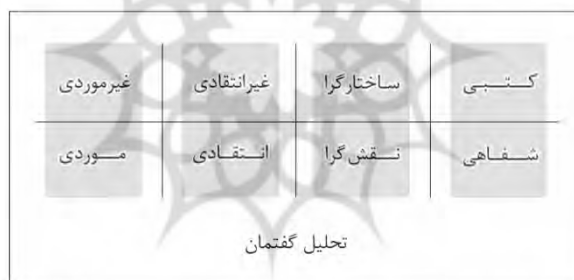 کتبی ساختارگرا غیرانتقادی غیرموردی
شفاهی نقش‌گرا انتقادی موردی
تحلیل گفتمان